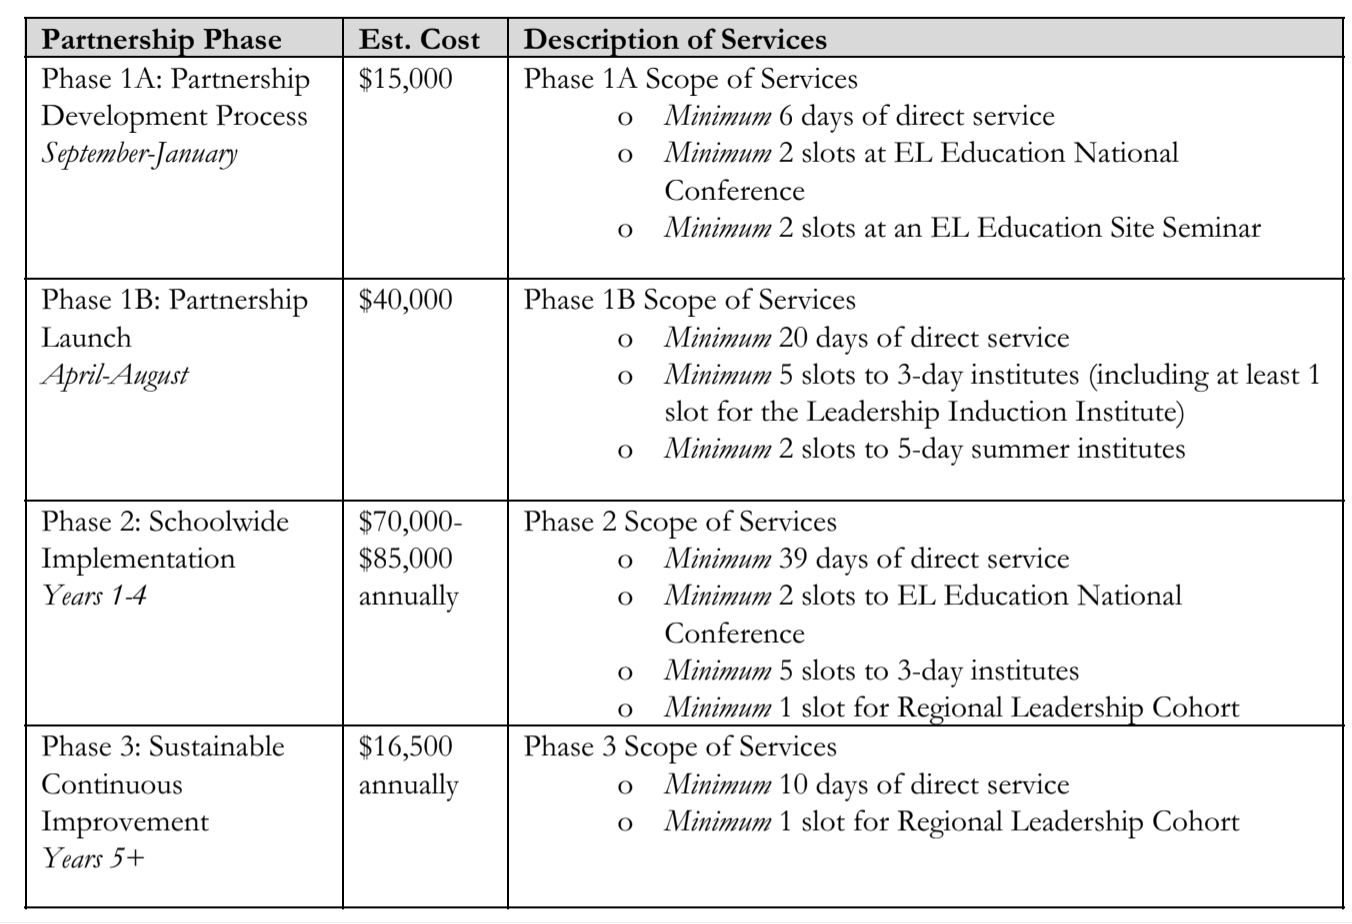 Partnership Phase Est. Cost Description of Services
Phase 1A: Partnership
Development Process
September-January
$15,000
Phase 1A Scope of Services
o Minimum 6 days of direct service
o Minimum 2 slots at EL Education National
Conference
o Minimum 2 slots at an EL Education Site Seminar
Phase 1B: Partnership
Launch
April-August
$40,000
Phase 1B Scope of Services
o Minimum 20 days of direct service
o Minimum 5 slots to 3-day institutes (including at least 1
slot for the Leadership Induction Institute)
o Minimum 2 slots to 5-day summer institutes
Phase 2: Schoolwide
Implementation
Years 1-4
$70,000-
$85,000
annually
Phase 2 Scope of Services
o Minimum 39 days of direct service
o Minimum 2 slots to EL Education National
Conference
o Minimum 5 slots to 3-day institutes
o Minimum 1 slot for Regional Leadership Cohort
Phase 3: Sustainable
Continuous
Improvement
Years 5+
$16,500
annually
Phase 3 Scope of Services
o Minimum 10 days of direct service
o Minimum 1 slot for Regional Leadership Cohort